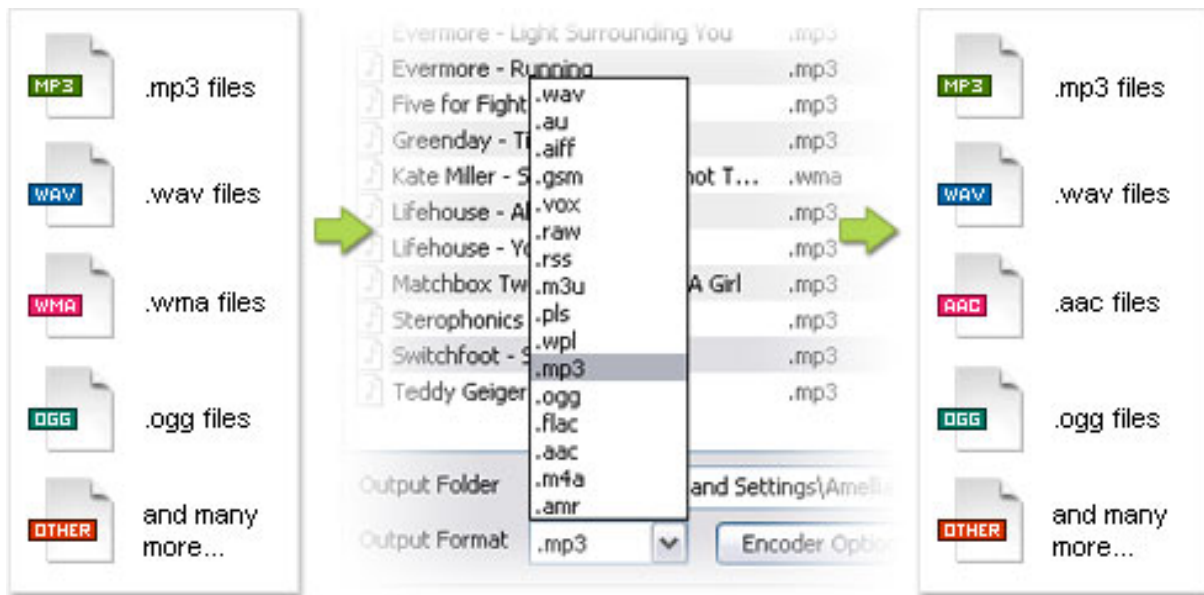 MP3 .mp3 files
WAV .wav files
WMA .wma files
OGG .ogg files
OTHER and many
more...
Evermore - Light Surrounding You .mp3
Evermore - Running .mp3
Five for Fight .mp3
Greenday - Ti .mp3
Kate Miller - S not T... .wma
Lifehouse - Al .mp3
Lifehouse - Yo .mp3
Matchbox Tw A Girl .mp3
Sterophonics .mp3
Switchfoot - S .mp3
Teddy Geiger .mp3
.wav
.au
.aiff
.gsm
.vox
.raw
.rss
.m3u
.pls
.wpl
.mp3
.ogg
.flac
.aac
.m4a
.amr
Output Folder and Settings\Amelia
Output Format .mp3 Encoder Optio
MP3 .mp3 files
WAV .wav files
AAC .aac files
OGG .ogg files
OTHER and many
more...